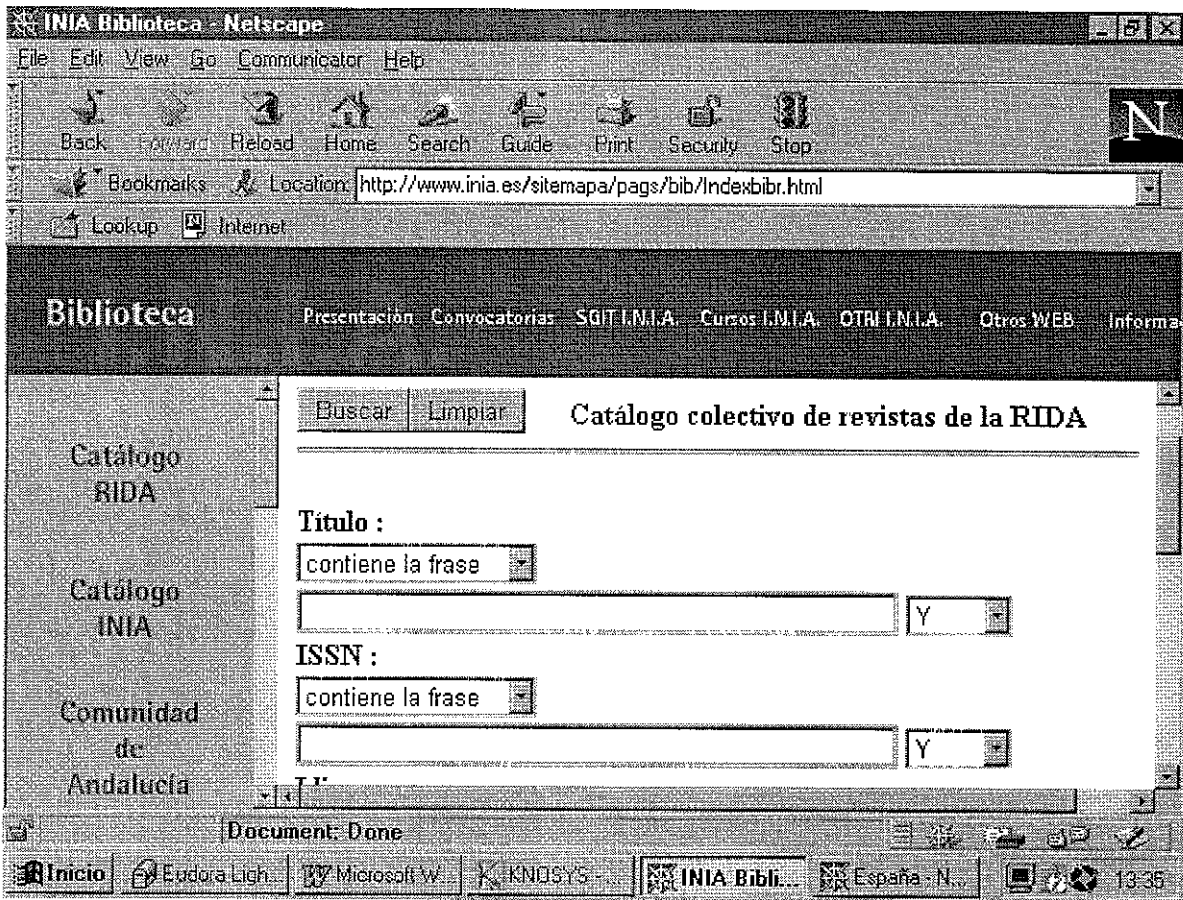 INIA Biblioteca - Netscape
File Edit View Go Communicator Help
Back Forward Reload Home Search Guide Print Security Stop
N
Bookmarks Location: http://www.inia.es/sitemapa/pags/bib/Indexbibr.html
Lookup Internet
Biblioteca
Presentación Convocatorias SGIT I.N.I.A. Cursos I.N.I.A. OTRI I.N.I.A. Otros WEB Informa
Buscar Limpiar Catálogo colectivo de revistas de la RIDA
Catálogo
RIDA
Título :
contiene la frase
Y
Catálogo
INIA
ISSN :
contiene la frase
Y
Comunidad
de
Andalucía
Document: Done
Inicio Eudora Ligh... Microsoft W... KNOSYS - ... INIA Bibli... España - N... 13:35